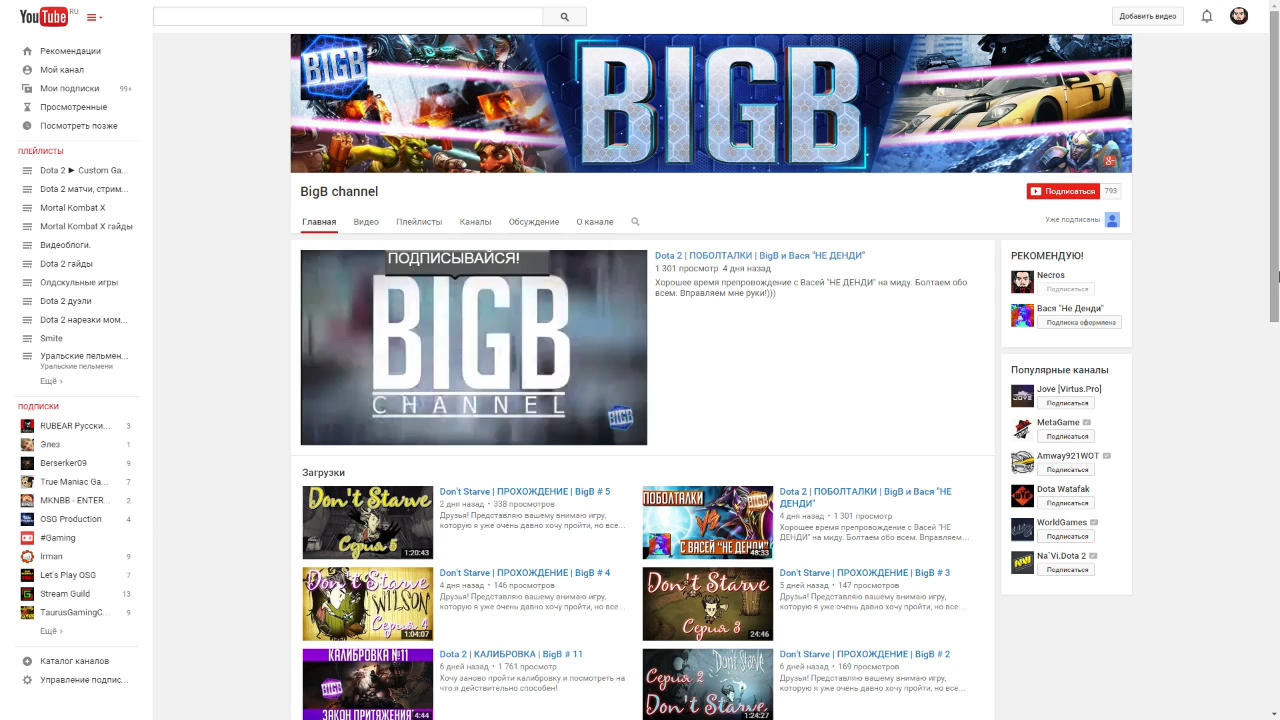 YouTube RU
Добавить видео
Рекомендации
Мой канал
Мои подписки 99+
Просмотренные
Посмотреть позже
ПЛЕЙЛИСТЫ
Dota 2 ► Custom Ga...
Dota 2 матчи, стрим...
Mortal Kombat X
Mortal Kombat X гайды
Видеоблоги.
Dota 2 гайды
Олдскульные игры
Dota 2 дуэли
Dota 2 нарезки мом...
Smite
Уральские пельмен...
Уральские пельмени
Ещё ›
ПОДПИСКИ
RUBEAR Русски... 3
Элез 1
Berserker09 9
True Maniac Ga... 7
MKNBB - ENTER... 2
OSG Production 4
#Gaming
Irman 9
Let's Play OSG 7
Stream Guild 13
TaurusGamingC... 9
Ещё ›
Каталог каналов
Управление подпис...
BIGB
BIGB
BigB channel
Подписаться 793
Главная Видео Плейлисты Каналы Обсуждение О канале
Уже подписаны
ПОДПИСЫВАЙСЯ!
BIGB
CHANNEL
BIGB
Dota 2 | ПОБОЛТАЛКИ | BigB и Вася "НЕ ДЕНДИ"
1 301 просмотр 4 дня назад
Хорошее время препровождение с Васей "НЕ ДЕНДИ" на миду. Болтаем обо
всем. Вправляем мне руки!)))
Загрузки
Don't Starve
Серия 5
1:20:43
Don't Starve | ПРОХОЖДЕНИЕ | BigB # 5
2 дня назад • 338 просмотров
Друзья! Представляю вашему внимаю игру,
которую я уже очень давно хочу пройти, но все...
ПОБОЛТАЛКИ BIGB
VS
С ВАСЕЙ "НЕ ДЕНДИ"
48:33
Dota 2 | ПОБОЛТАЛКИ | BigB и Вася "НЕ
ДЕНДИ"
4 дня назад • 1 301 просмотр
Хорошее время препровождение с Васей "НЕ
ДЕНДИ" на миду. Болтаем обо всем. Вправляем...
Don't Starve
WILSON
Серия 4
1:04:07
Don't Starve | ПРОХОЖДЕНИЕ | BigB # 4
4 дня назад • 146 просмотров
Друзья! Представляю вашему внимаю игру,
которую я уже очень давно хочу пройти, но все...
Don't Starve
Серия 3
24:46
Don't Starve | ПРОХОЖДЕНИЕ | BigB # 3
5 дней назад • 147 просмотров
Друзья! Представляю вашему внимаю игру,
которую я уже очень давно хочу пройти, но все...
КАЛИБРОВКА №11
BIGB
ЗАКОН ПРИТЯЖЕНИЯ
4:44
Dota 2 | КАЛИБРОВКА | BigB # 11
6 дней назад • 1 761 просмотр
Хочу заново пройти калибровку и посмотреть на
что я действительно способен!
Don't Starve
Серия 2
Don't Starve
1:24:27
Don't Starve | ПРОХОЖДЕНИЕ | BigB # 2
6 дней назад • 169 просмотров
Друзья! Представляю вашему внимаю игру,
которую я уже очень давно хочу пройти, но все...
РЕКОМЕНДУЮ!
Necros
Подписаться
Вася "Не Денди"
Подписка оформлена
Популярные каналы
Jove [Virtus.Pro]
Подписаться
MetaGame
Подписаться
Amway921WOT
Подписаться
Dota Watafak
Подписаться
WorldGames
Подписаться
Na`Vi.Dota 2
Подписаться